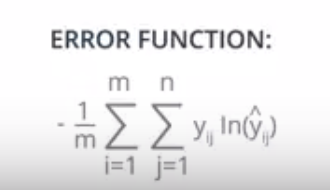 ERROR FUNCTION:
m n
- 1/m ∑ ∑ y_ij ln(ŷ_ij)
i=1 j=1